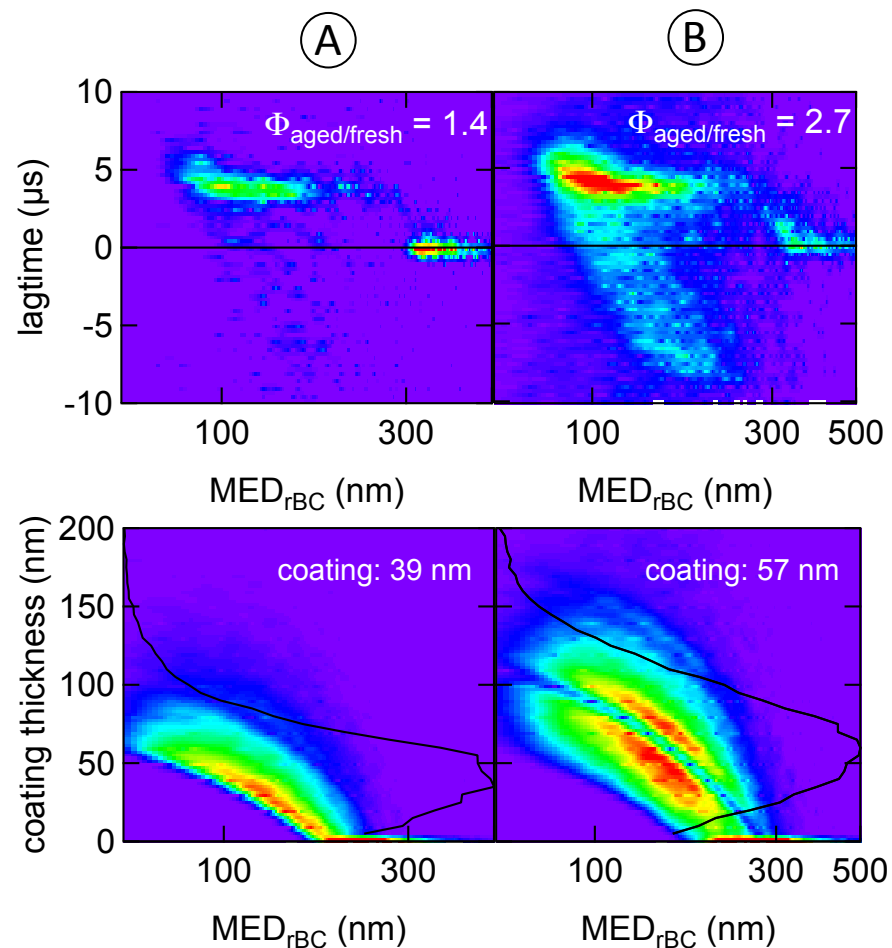 A B
10
5
0
-5
-10
lagtime (µs)
Φaged/fresh = 1.4
Φaged/fresh = 2.7
100 300 100 300 500
MEDrBC (nm) MEDrBC (nm)
200
150
100
50
0
coating thickness (nm)
coating: 39 nm
coating: 57 nm
100 300 100 300 500
MEDrBC (nm) MEDrBC (nm)